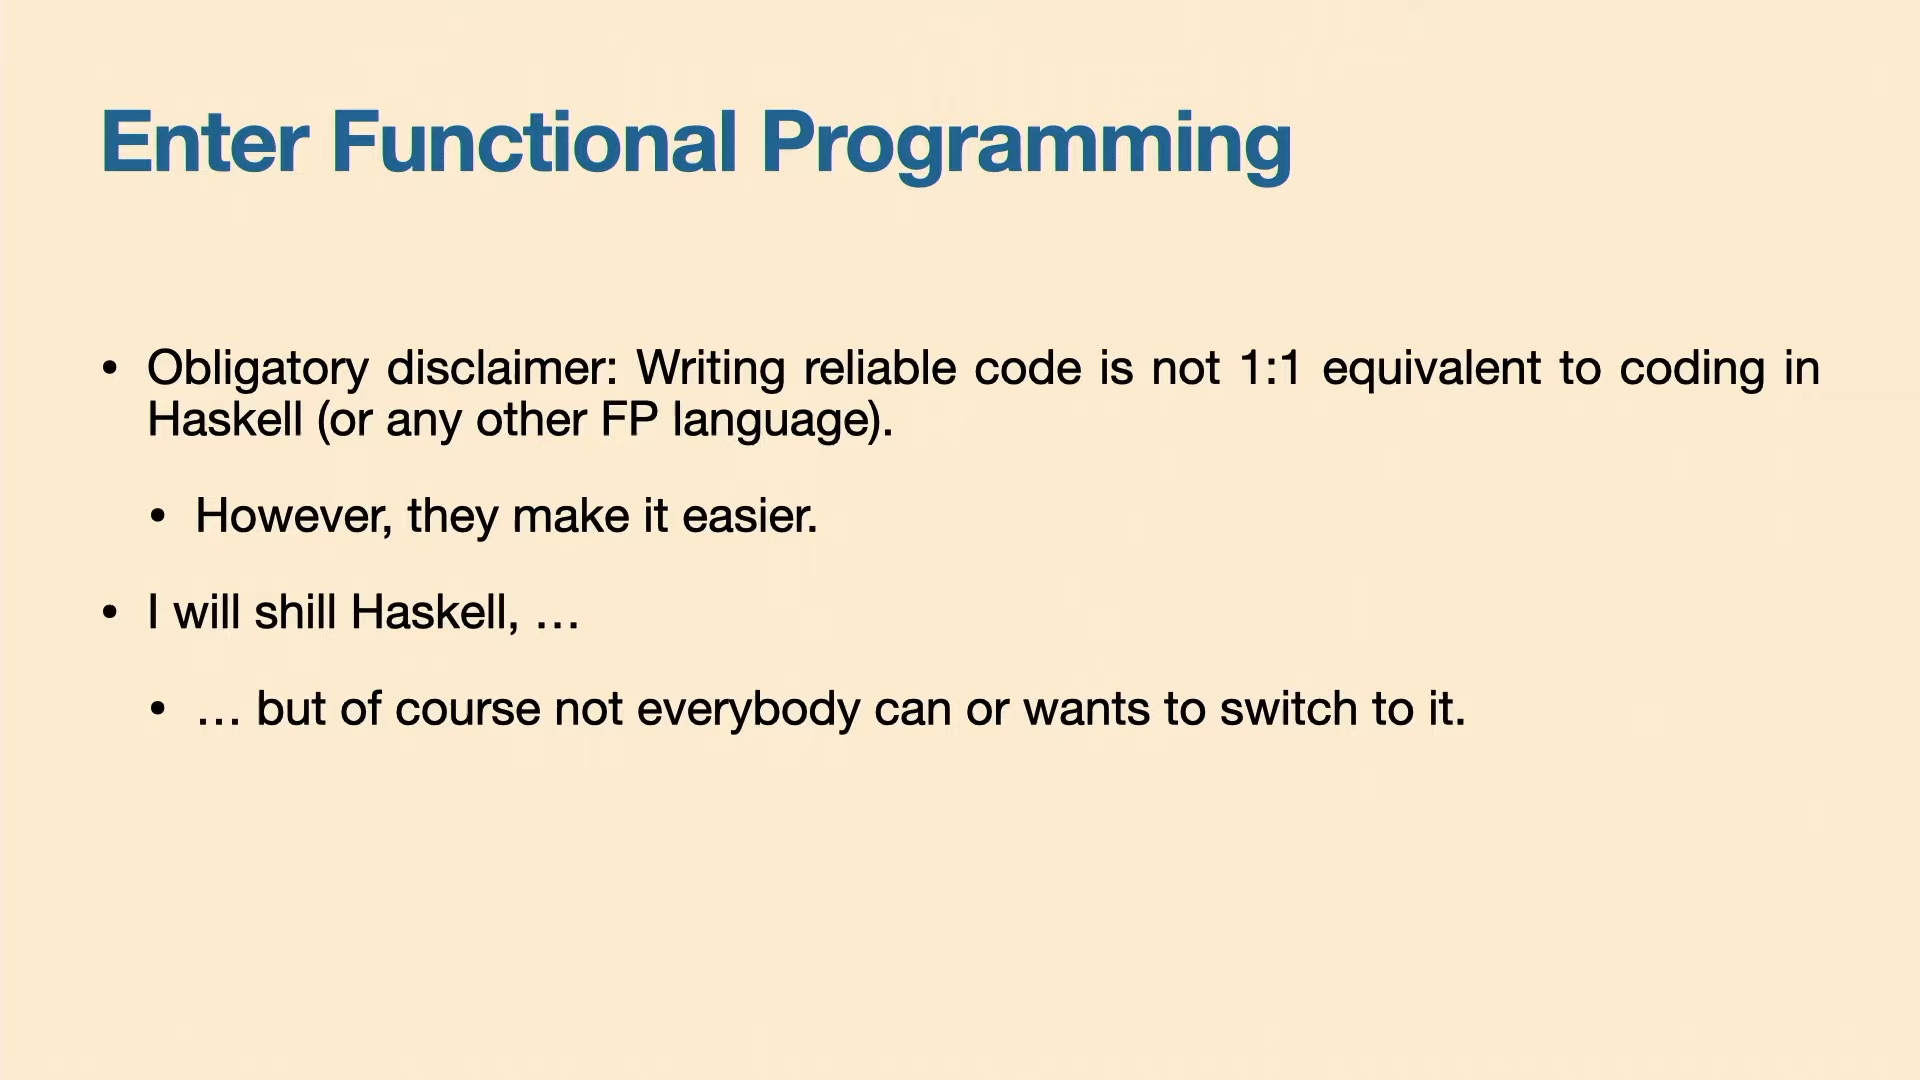 Enter Functional Programming
• Obligatory disclaimer: Writing reliable code is not 1:1 equivalent to coding in
Haskell (or any other FP language).
• However, they make it easier.
• I will shill Haskell, …
• … but of course not everybody can or wants to switch to it.